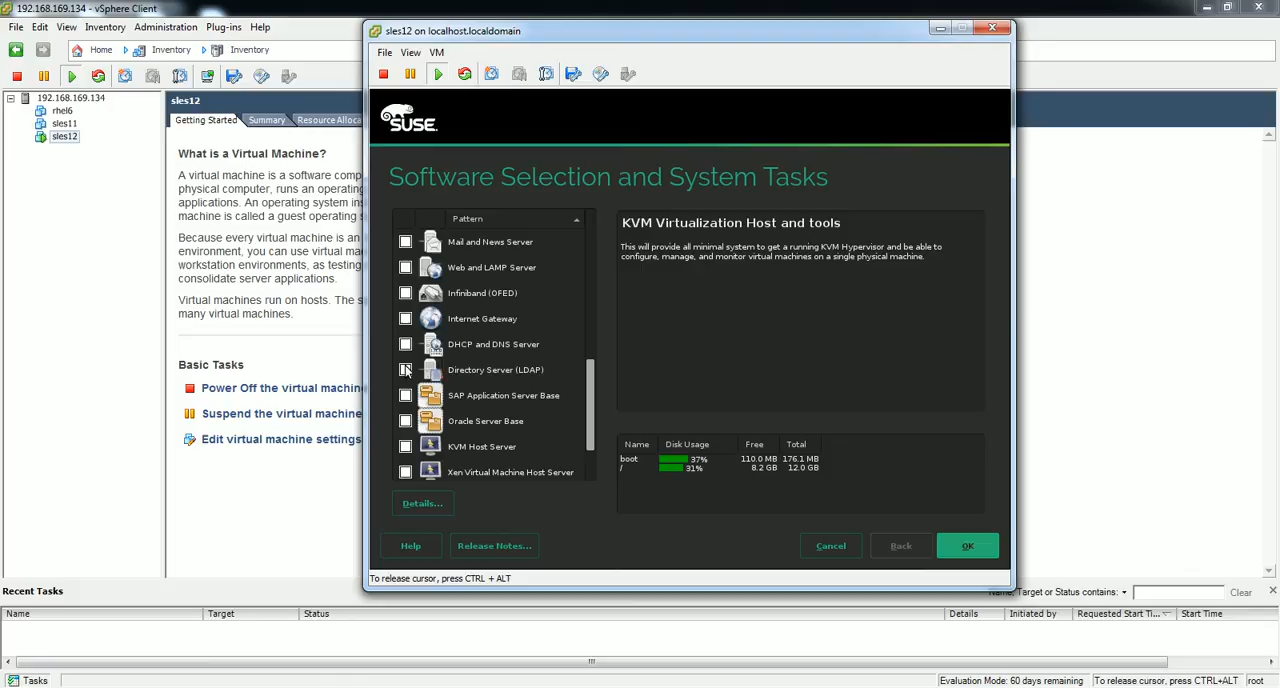 192.168.169.134 - vSphere Client
File Edit View Inventory Administration Plug-ins Help
Home Inventory Inventory
192.168.169.134
rhel6
sles11
sles12
sles12
Getting Started Summary Resource Alloca
What is a Virtual Machine?
A virtual machine is a software comp
physical computer, runs an operating
applications. An operating system ins
machine is called a guest operating s
Because every virtual machine is an
environment, you can use virtual ma
workstation environments, as testing
consolidate server applications.
Virtual machines run on hosts. The s
many virtual machines.
Basic Tasks
Power Off the virtual machine
Suspend the virtual machine
Edit virtual machine settings
sles12 on localhost.localdomain
File View VM
SUSE
Software Selection and System Tasks
Pattern
Mail and News Server
Web and LAMP Server
Infiniband (OFED)
Internet Gateway
DHCP and DNS Server
Directory Server (LDAP)
SAP Application Server Base
Oracle Server Base
KVM Host Server
Xen Virtual Machine Host Server
Details...
KVM Virtualization Host and tools
This will provide all minimal system to get a running KVM Hypervisor and be able to
configure, manage, and monitor virtual machines on a single physical machine.
Name Disk Usage Free Total
boot 37% 110.0 MB 176.1 MB
/ 31% 8.2 GB 12.0 GB
Help Release Notes... Cancel Back OK
To release cursor, press CTRL + ALT
Recent Tasks
Name, Target or Status contains: Clear
Name Target Status Details Initiated by Requested Start Ti... Start Time
Tasks Evaluation Mode: 60 days remaining To release cursor, press CTRL+ALT root